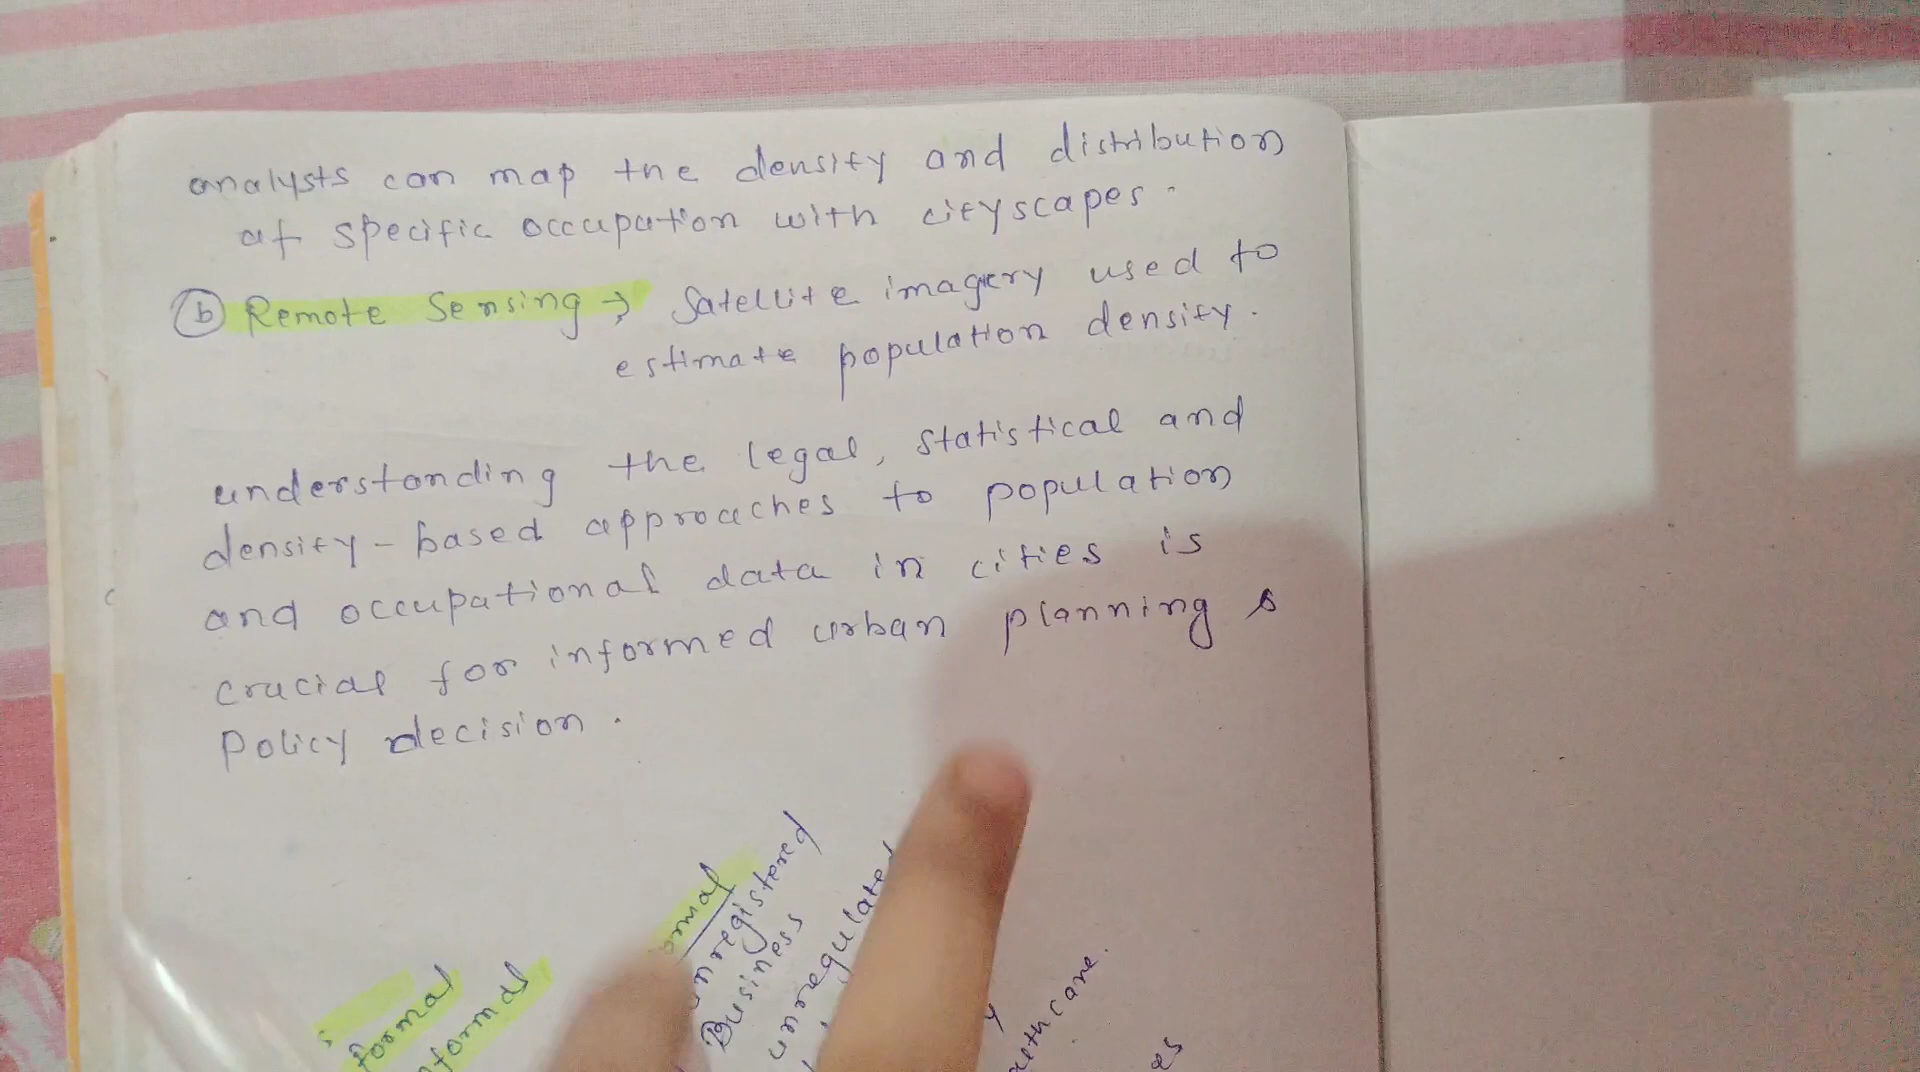 analysts can map the density and distribution
of specific occupation with cityscapes.
(b) Remote Sensing → Satellite imagery used to
estimate population density.
understanding the legal, statistical and
density-based approaches to population
and occupational data in cities is
crucial for informed urban planning &
policy decision.
formal
unregistered
Business
unregulated